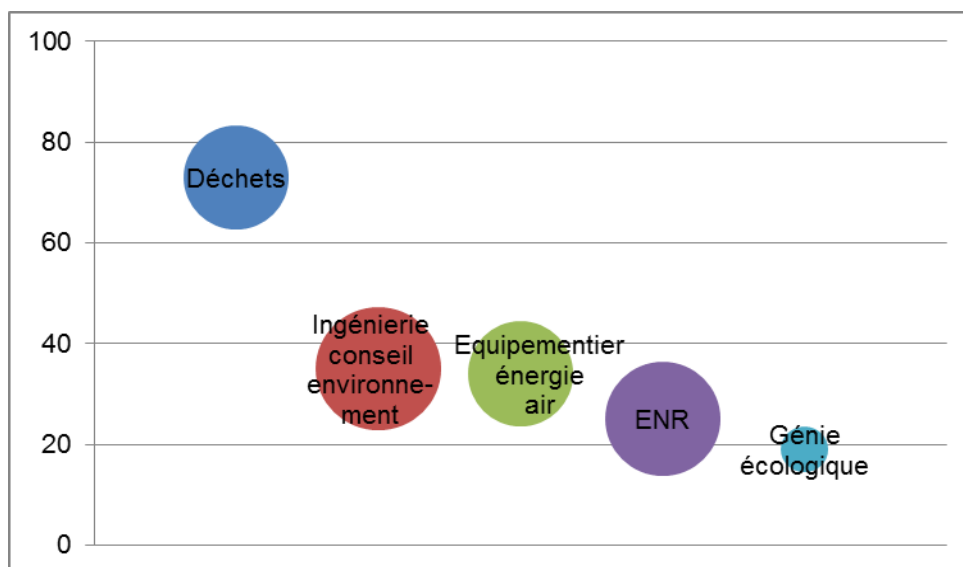 100
80
60
40
20
0
Déchets
Ingénierie
conseil
environne-
ment
Equipementier
énergie
air
ENR
Génie
écologique